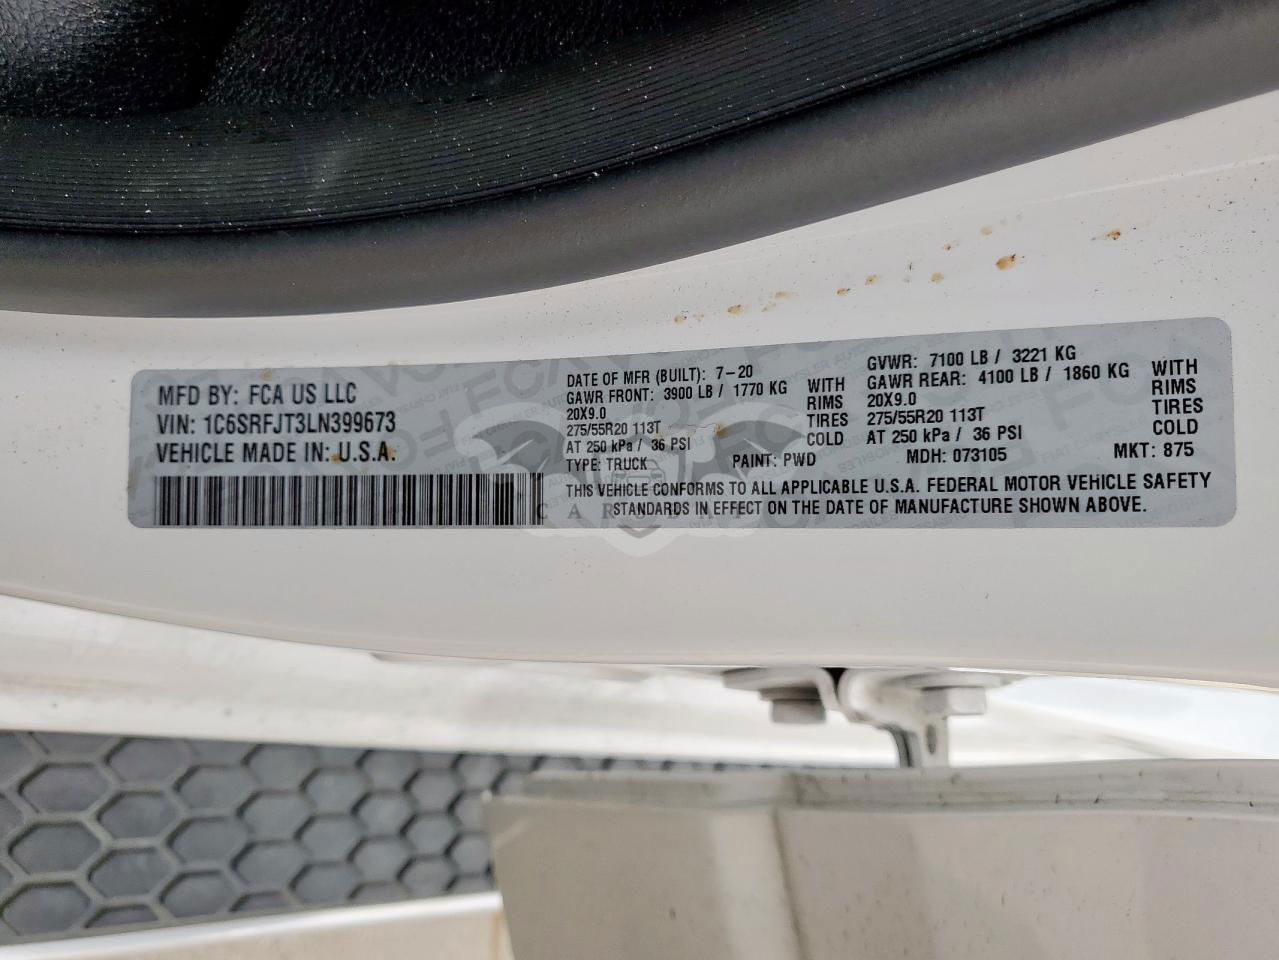 MFD BY: FCA US LLC
VIN: 1C6SRFJT3LN399673
VEHICLE MADE IN: U.S.A.
DATE OF MFR (BUILT): 7-20
GAWR FRONT: 3900 LB / 1770 KG WITH
20X9.0 RIMS
275/55R20 113T TIRES
AT 250 kPa / 36 PSI COLD
TYPE: TRUCK PAINT: PWD
GVWR: 7100 LB / 3221 KG
GAWR REAR: 4100 LB / 1860 KG WITH
20X9.0 RIMS
275/55R20 113T TIRES
AT 250 kPa / 36 PSI COLD
MDH: 073105 MKT: 875
THIS VEHICLE CONFORMS TO ALL APPLICABLE U.S.A. FEDERAL MOTOR VEHICLE SAFETY
STANDARDS IN EFFECT ON THE DATE OF MANUFACTURE SHOWN ABOVE.